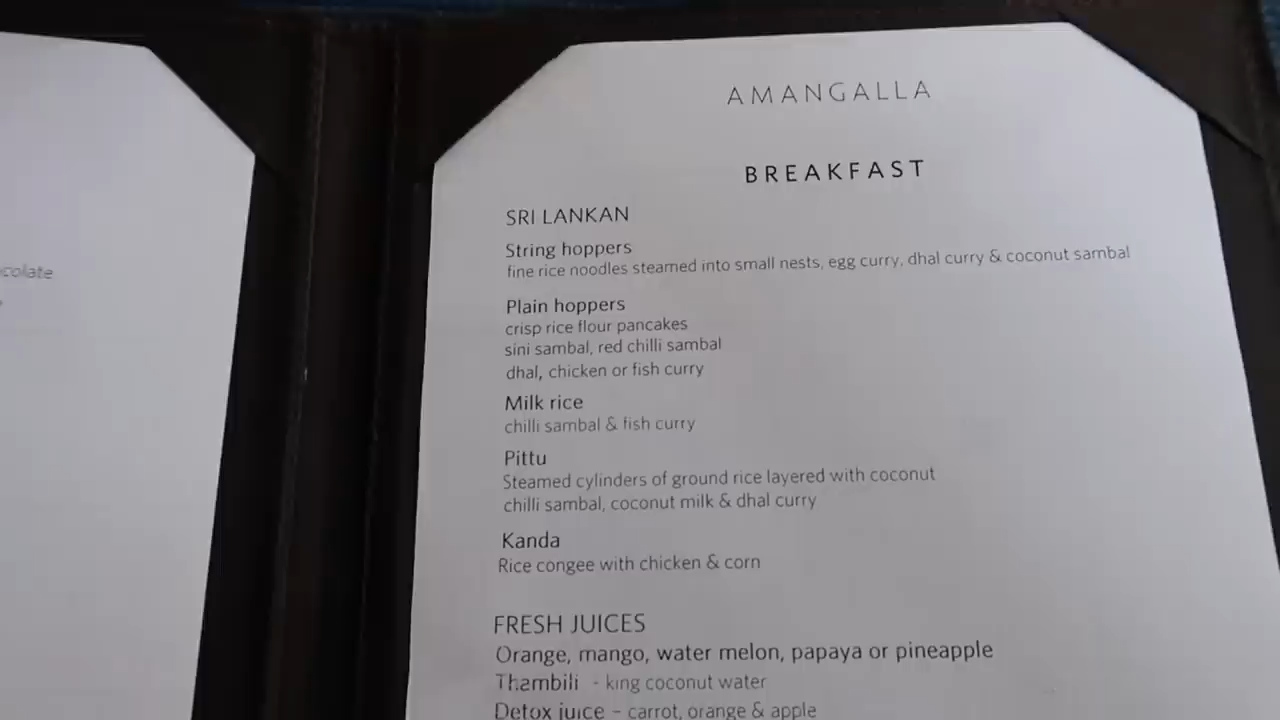 colate
AMANGALLA
BREAKFAST
SRI LANKAN
String hoppers
fine rice noodles steamed into small nests, egg curry, dhal curry & coconut sambal
Plain hoppers
crisp rice flour pancakes
sini sambal, red chilli sambal
dhal, chicken or fish curry
Milk rice
chilli sambal & fish curry
Pittu
Steamed cylinders of ground rice layered with coconut
chilli sambal, coconut milk & dhal curry
Kanda
Rice congee with chicken & corn
FRESH JUICES
Orange, mango, water melon, papaya or pineapple
Thambili - king coconut water
Detox juice – carrot, orange & apple